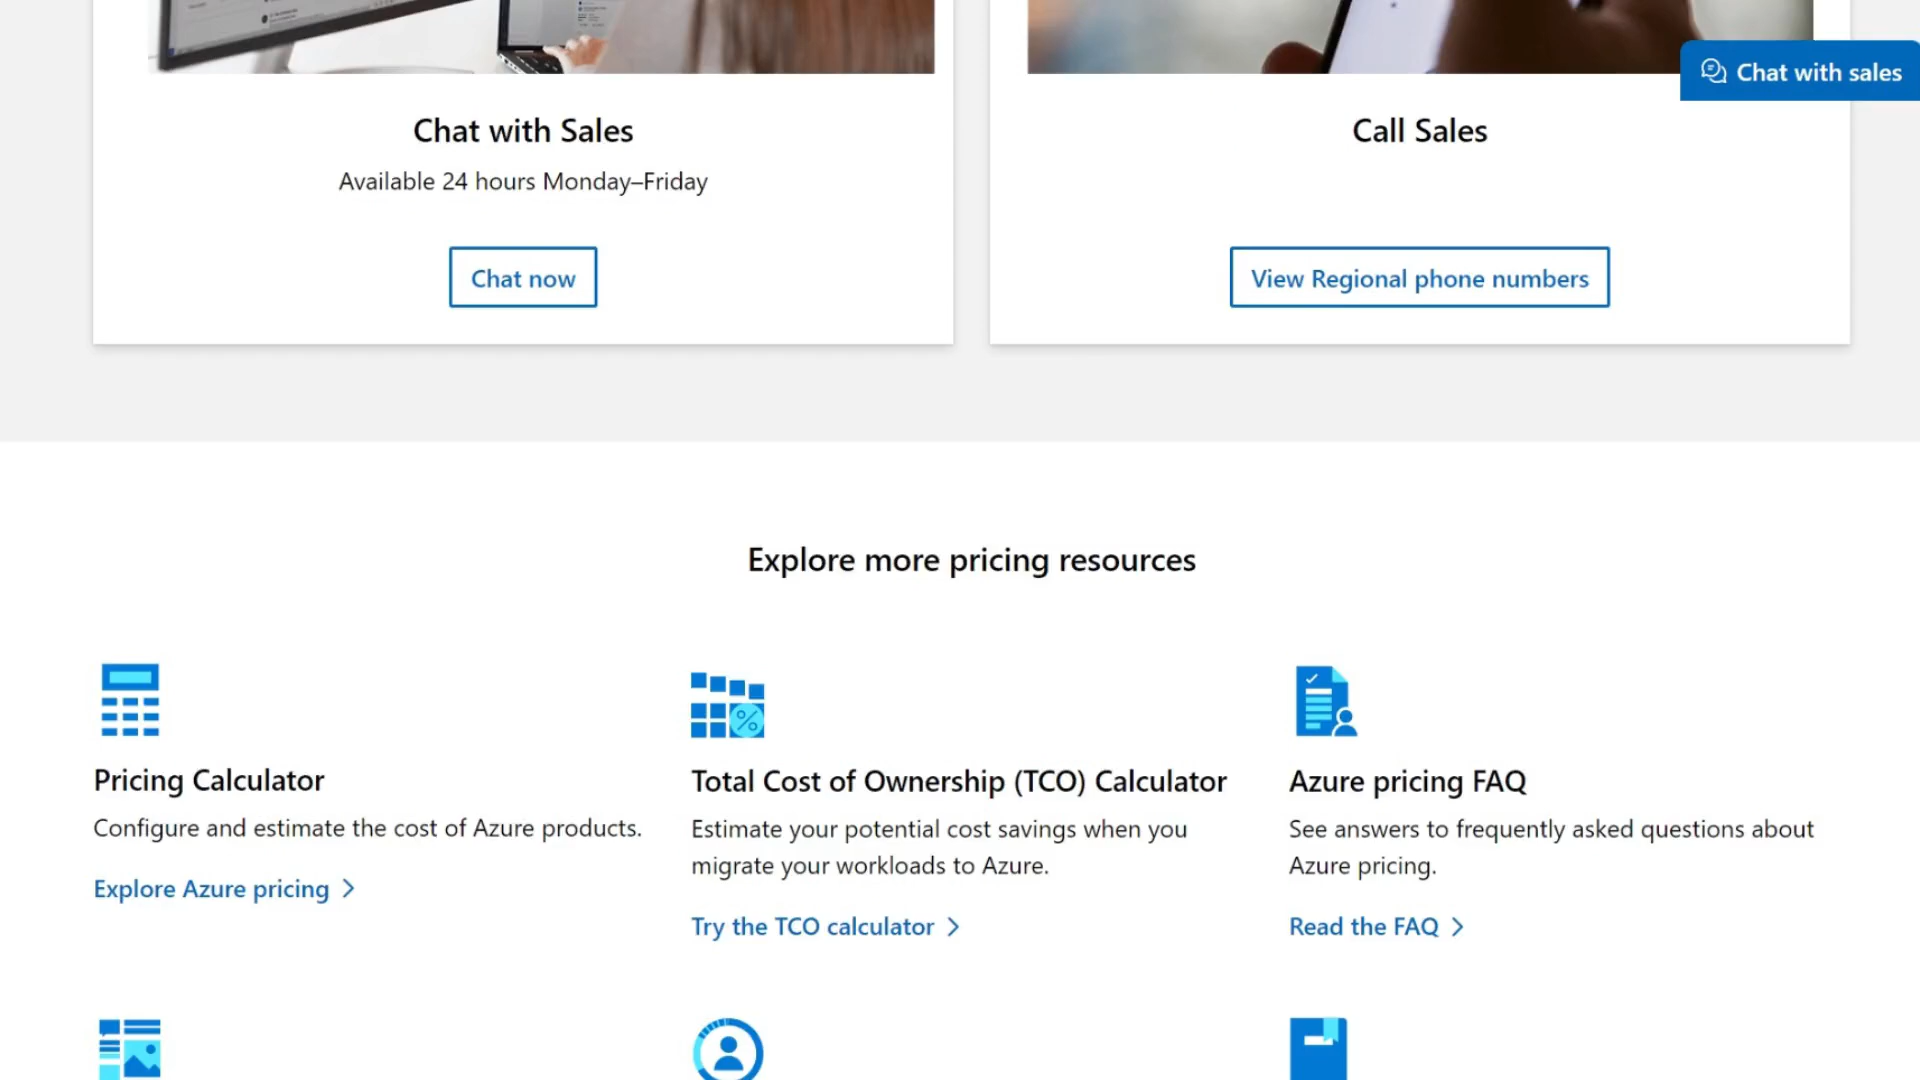 Chat with sales
Chat with Sales
Available 24 hours Monday–Friday
Chat now
Call Sales
View Regional phone numbers
Explore more pricing resources
Pricing Calculator
Configure and estimate the cost of Azure products.
Explore Azure pricing
Total Cost of Ownership (TCO) Calculator
Estimate your potential cost savings when you
migrate your workloads to Azure.
Try the TCO calculator
Azure pricing FAQ
See answers to frequently asked questions about
Azure pricing.
Read the FAQ